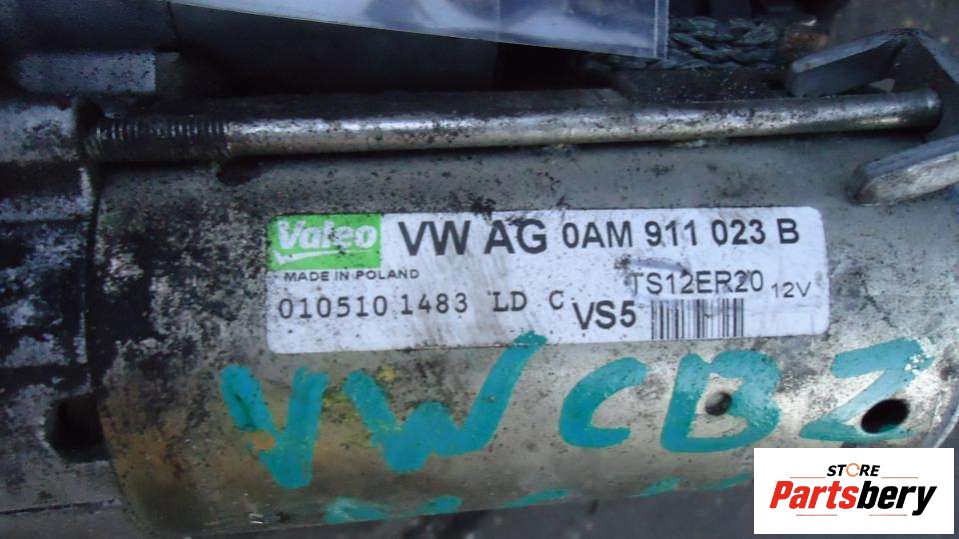 Valeo VW AG 0AM 911 023 B
MADE IN POLAND
TS12ER20 12V
010510 1483 LD C VS5
VW CBZ
STORE
Partsbery